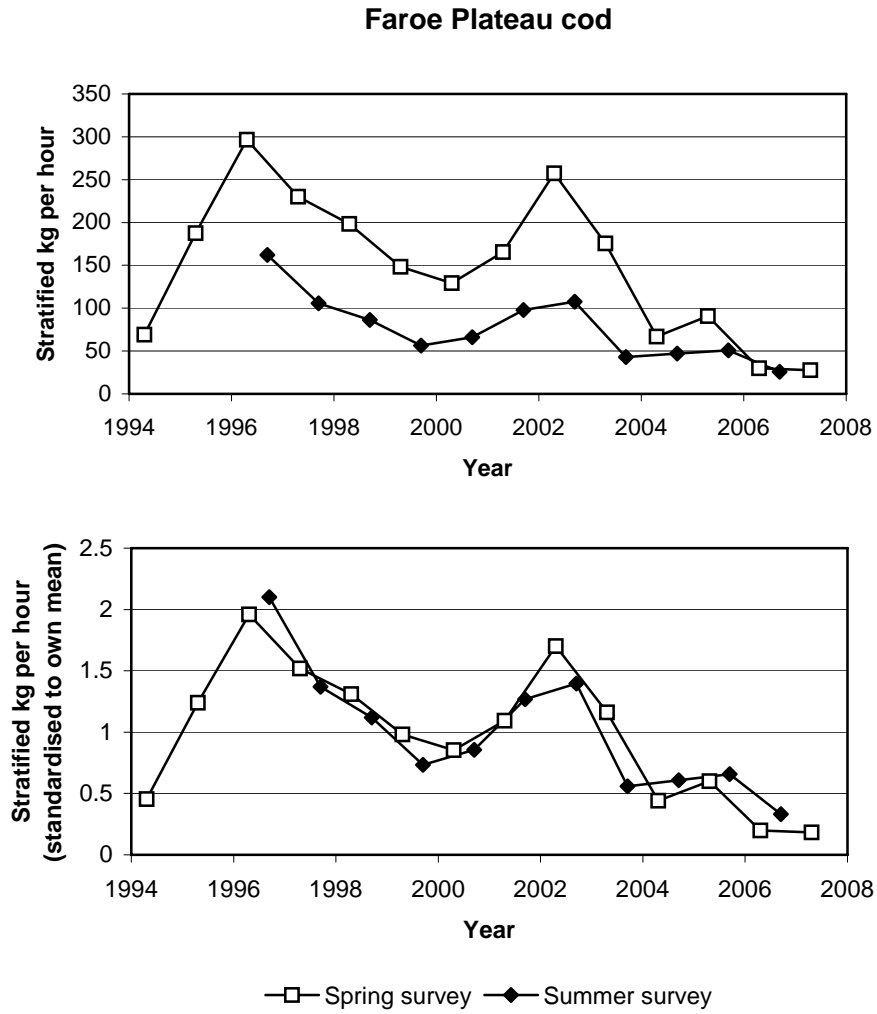 Faroe Plateau cod
350
300
250
200
150
100
50
0
Stratified kg per hour
1994 1996 1998 2000 2002 2004 2006 2008
Year
2.5
2
1.5
1
0.5
0
Stratified kg per hour
(standardised to own mean)
1994 1996 1998 2000 2002 2004 2006 2008
Year
Spring survey Summer survey